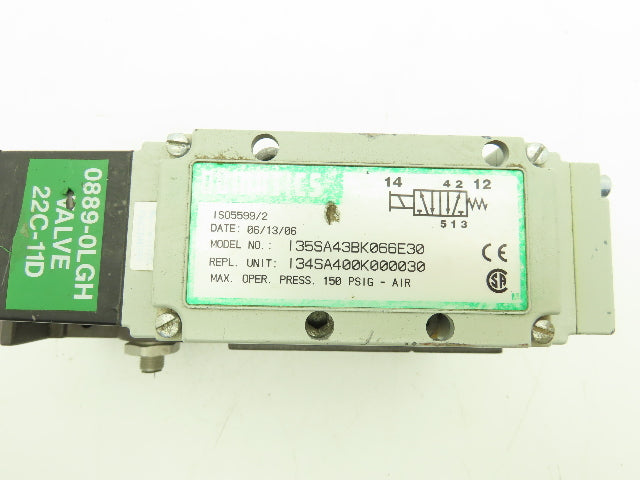 0889-0LGH
VALVE
22C-11D
NUMATICS
14 4 2 12
5 1 3
ISO5599/2
DATE: 06/13/06
MODEL NO.: I35SA43BK066E30
REPL. UNIT: I34SA400K000030
MAX. OPER. PRESS. 150 PSIG - AIR
CE